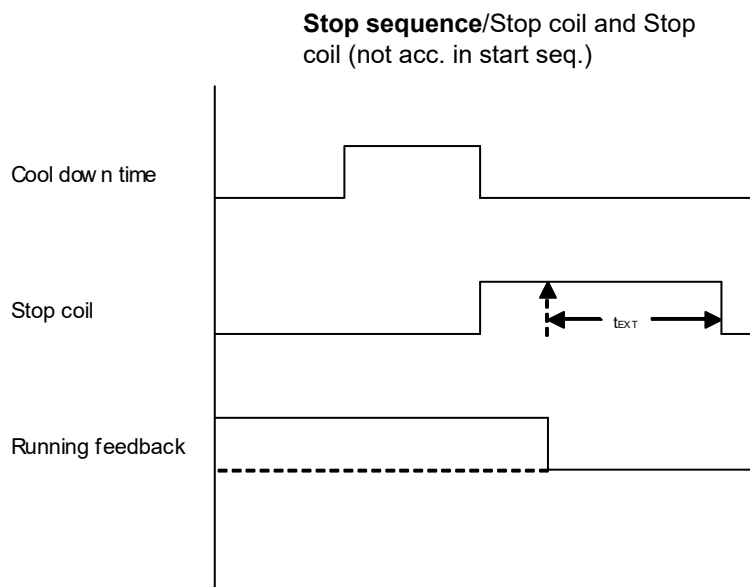 Stop sequence/Stop coil and Stop
coil (not acc. in start seq.)
Cool down time
Stop coil
tEXT
Running feedback